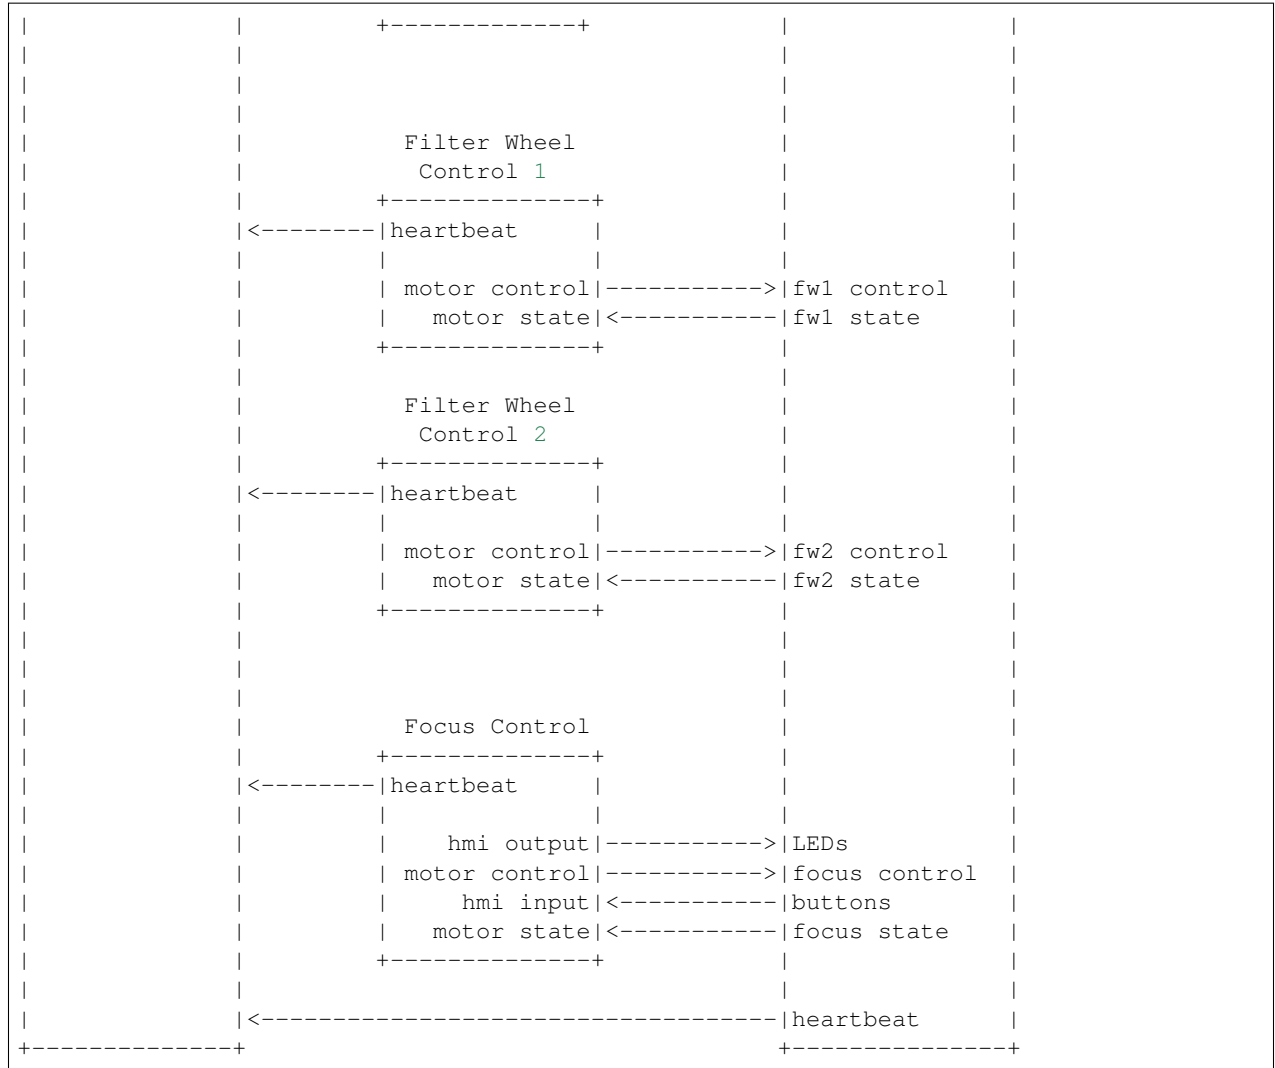 |              |         +-------------+             |               |
|              |                                     |               |
|              |                                     |               |
|              |                                     |               |
|              |          Filter Wheel              |               |
|              |           Control 1                |               |
|              |         +--------------+            |               |
|              |<--------|heartbeat     |            |               |
|              |         |              |            |               |
|              |         | motor control|----------->|fw1 control    |
|              |         |   motor state|<-----------|fw1 state      |
|              |         +--------------+            |               |
|              |                                     |               |
|              |          Filter Wheel              |               |
|              |           Control 2                |               |
|              |         +--------------+            |               |
|              |<--------|heartbeat     |            |               |
|              |         |              |            |               |
|              |         | motor control|----------->|fw2 control    |
|              |         |   motor state|<-----------|fw2 state      |
|              |         +--------------+            |               |
|              |                                     |               |
|              |                                     |               |
|              |                                     |               |
|              |          Focus Control             |               |
|              |         +--------------+            |               |
|              |<--------|heartbeat     |            |               |
|              |         |              |            |               |
|              |         |    hmi output|----------->|LEDs           |
|              |         | motor control|----------->|focus control  |
|              |         |     hmi input|<-----------|buttons        |
|              |         |   motor state|<-----------|focus state    |
|              |         +--------------+            |               |
|              |                                     |               |
|              |<------------------------------------|heartbeat      |
+--------------+                                     +---------------+